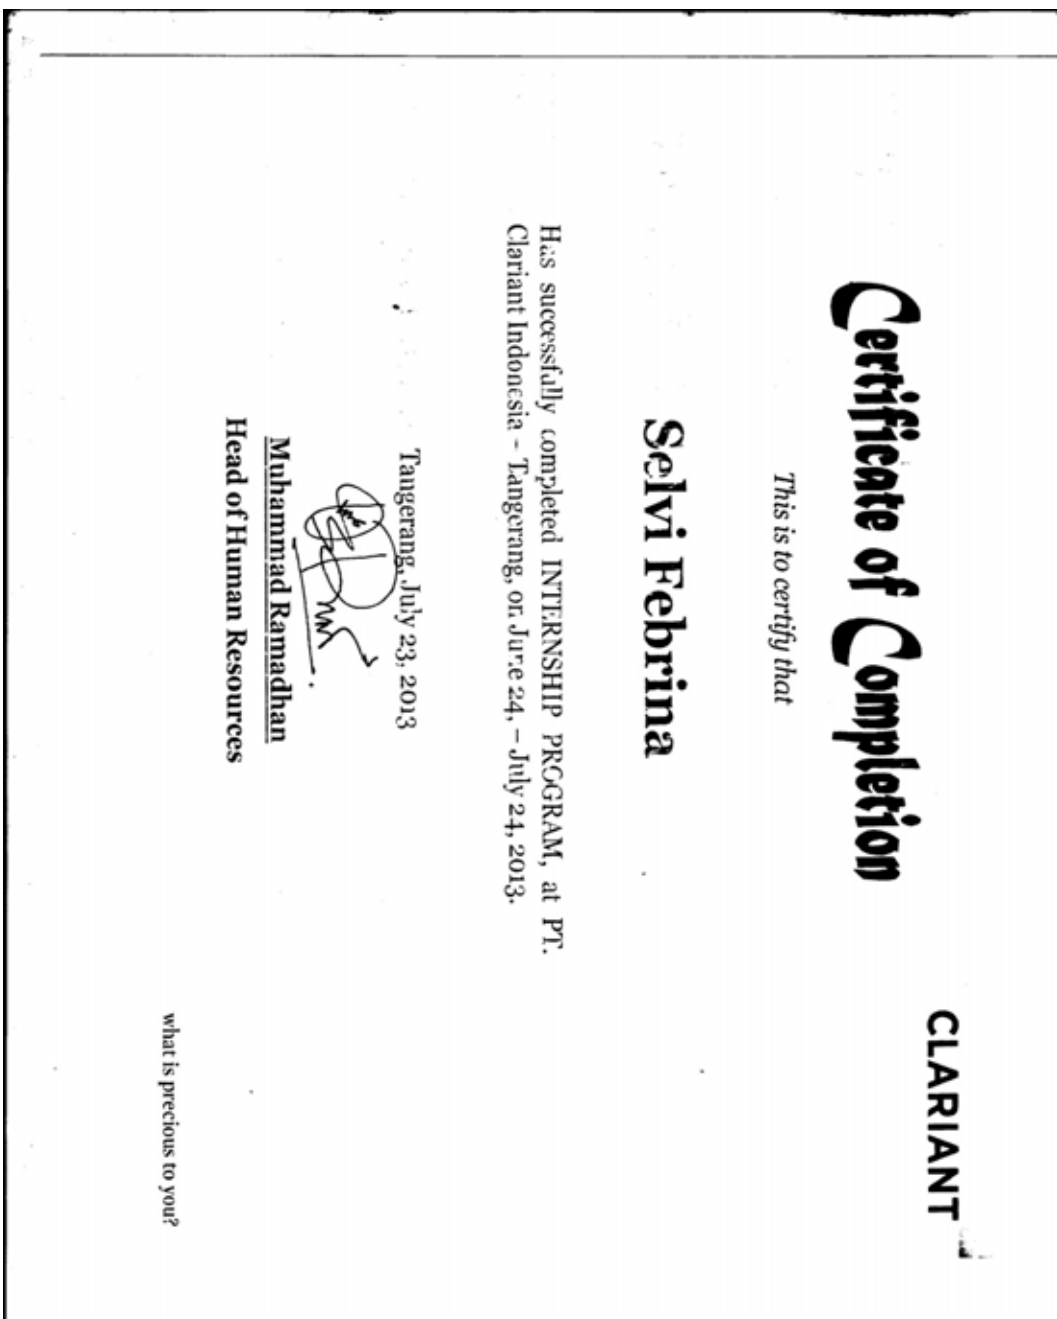 CLARIANT
Certificate of Completion
This is to certify that
Selvi Febrina
Has successfully completed INTERNSHIP PROGRAM, at PT.
Clariant Indonesia - Tangerang, on June 24, – July 24, 2013.
Tangerang, July 23, 2013
Muhammad Ramadhan
Head of Human Resources
what is precious to you?